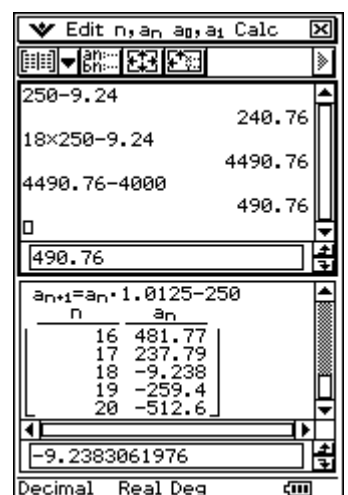 Edit n,aₙ a₀,a₁ Calc
an:
bn:
250-9.24
240.76
18×250-9.24
4490.76
4490.76-4000
490.76
490.76
aₙ₊₁=aₙ·1.0125-250
n aₙ
16 481.77
17 237.79
18 -9.238
19 -259.4
20 -512.6
-9.2383061976
Decimal Real Deg